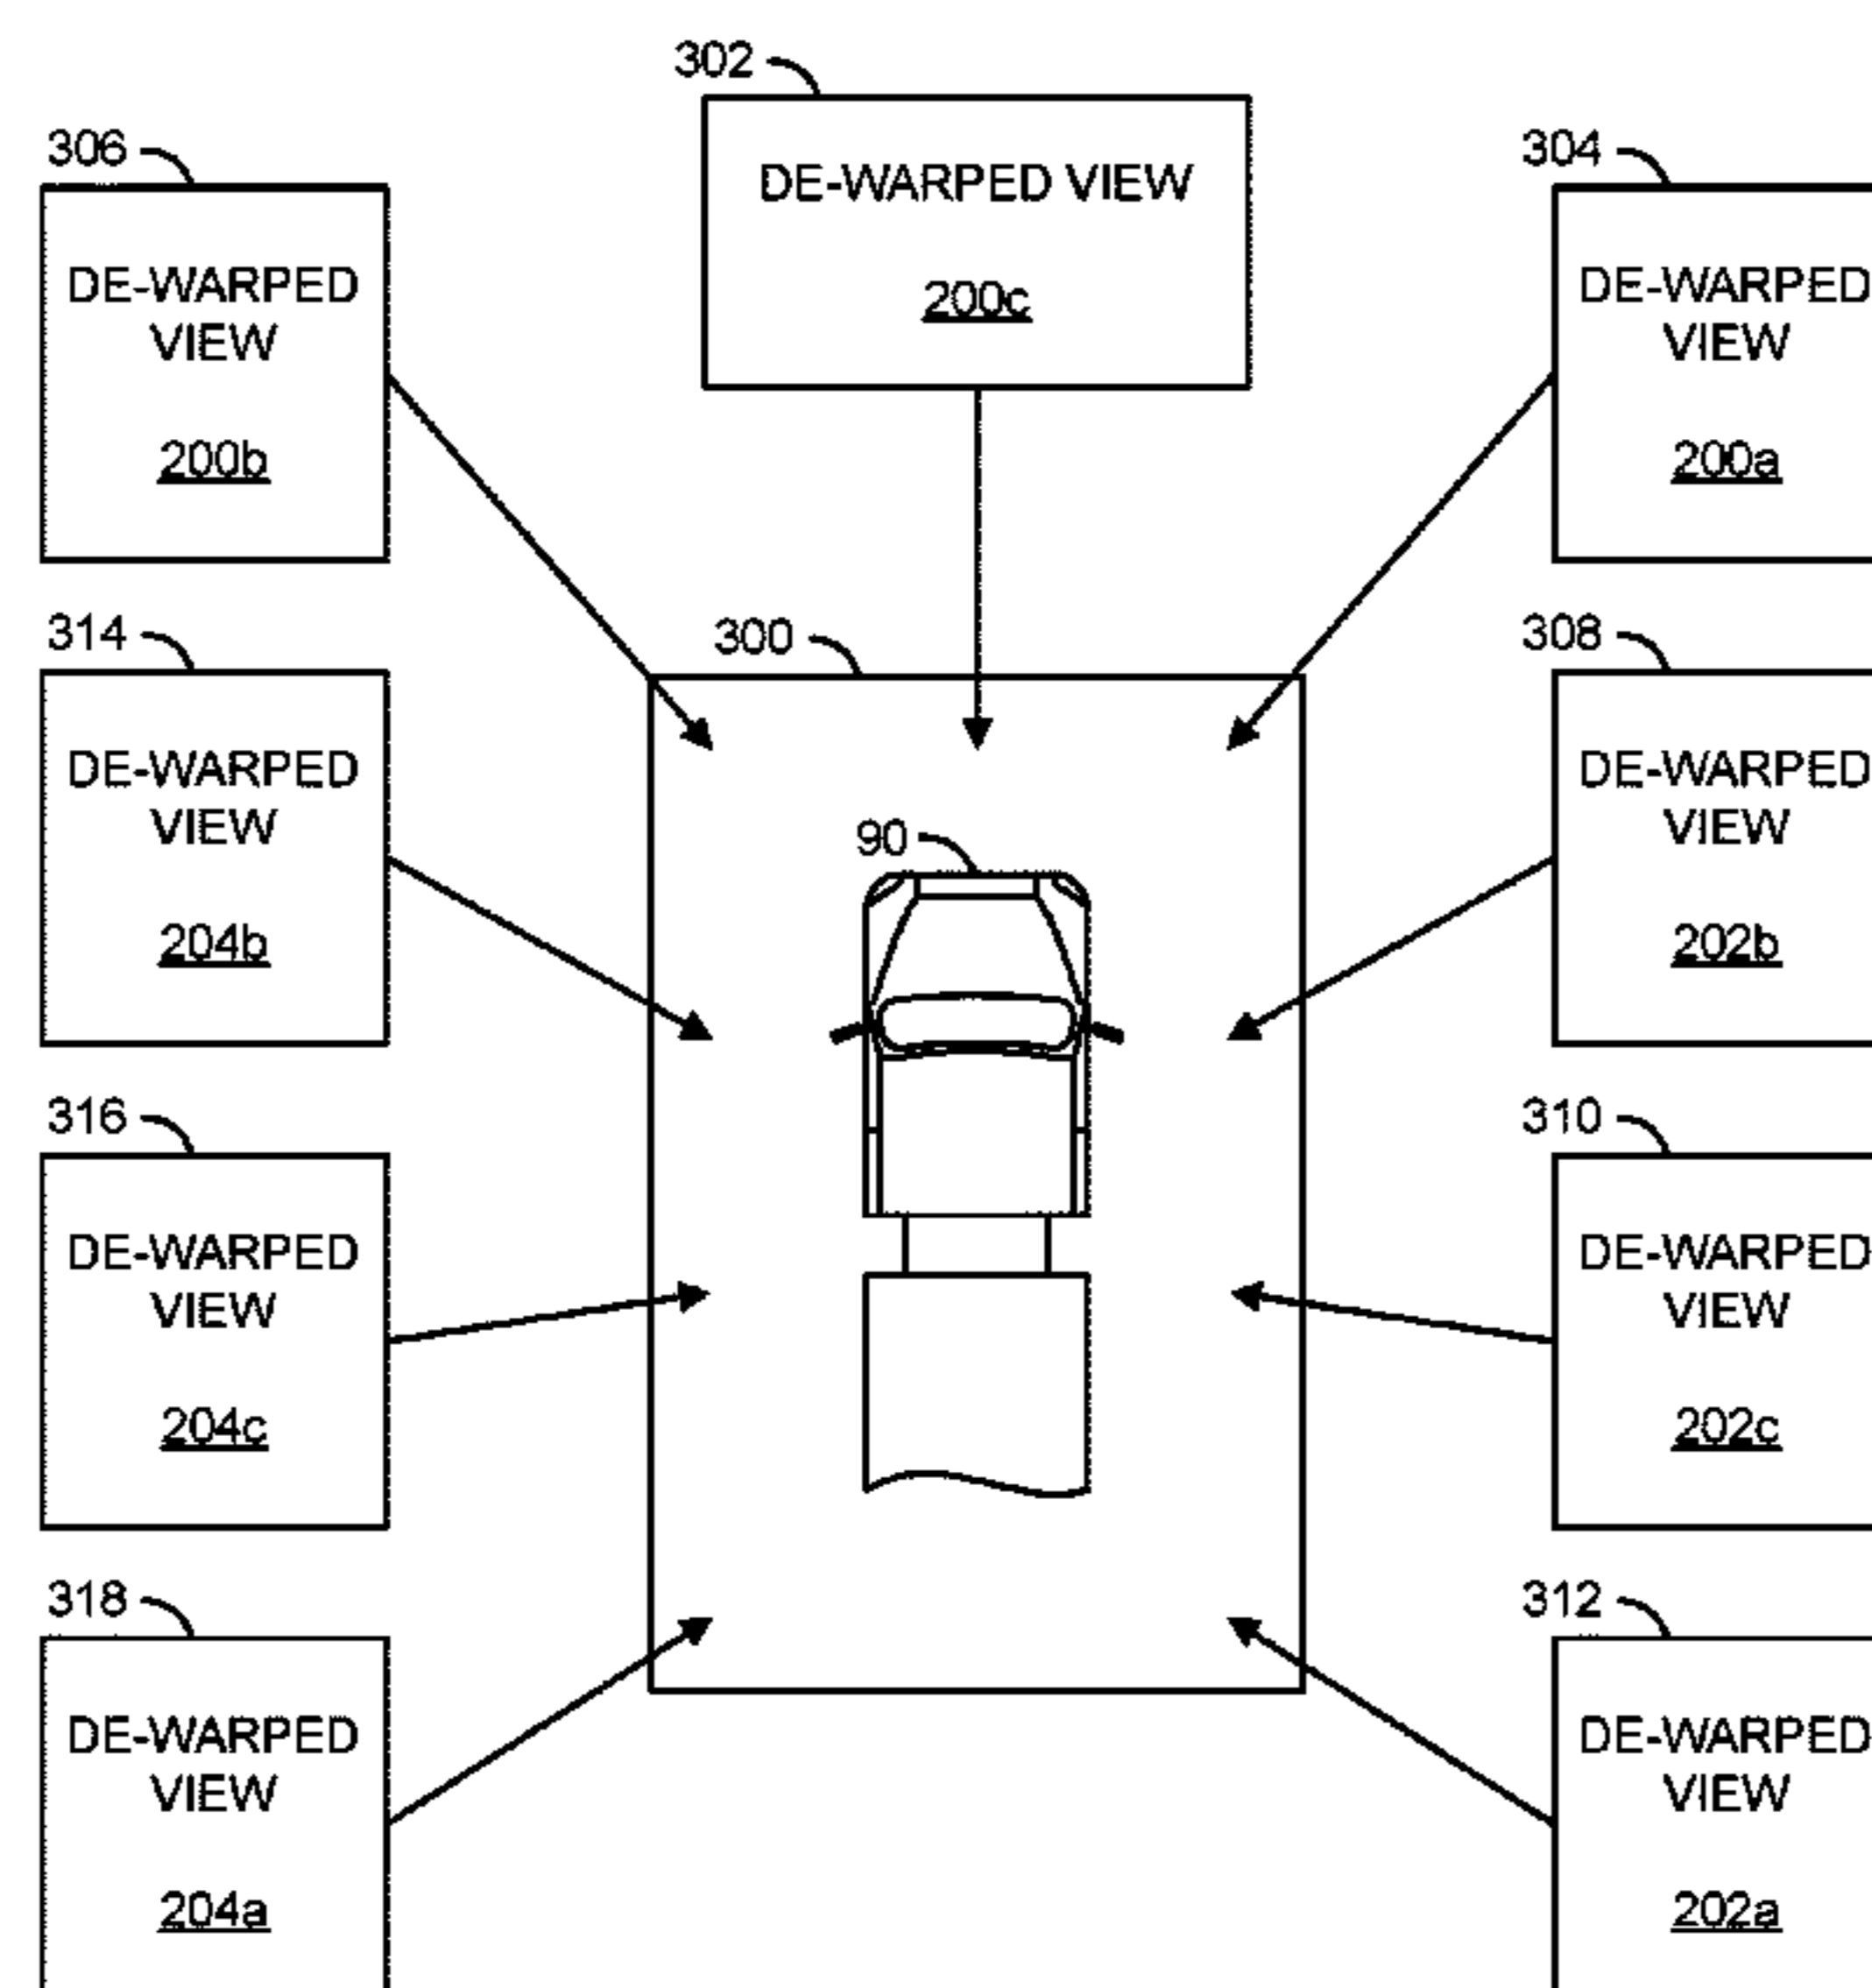 302
306
304
DE-WARPED VIEW
200c
DE-WARPED
VIEW
200b
DE-WARPED
VIEW
200a
314
300
308
DE-WARPED
VIEW
204b
90
DE-WARPED
VIEW
202b
316
310
DE-WARPED
VIEW
204c
DE-WARPED
VIEW
202c
318
312
DE-WARPED
VIEW
204a
DE-WARPED
VIEW
202a